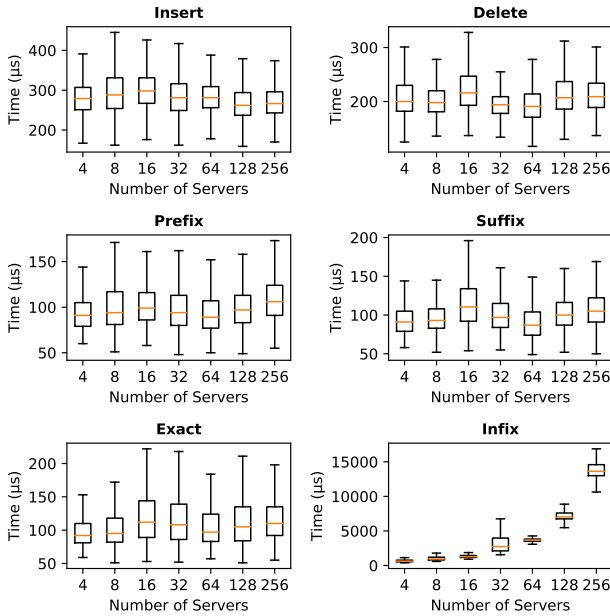 Insert
Delete
Time (μs)
400
300
200
4 8 16 32 64 128 256
Number of Servers
Time (μs)
300
200
4 8 16 32 64 128 256
Number of Servers
Prefix
Suffix
Time (μs)
150
100
50
4 8 16 32 64 128 256
Number of Servers
Time (μs)
200
150
100
50
4 8 16 32 64 128 256
Number of Servers
Exact
Infix
Time (μs)
200
150
100
50
4 8 16 32 64 128 256
Number of Servers
Time (μs)
15000
10000
5000
0
4 8 16 32 64 128 256
Number of Servers